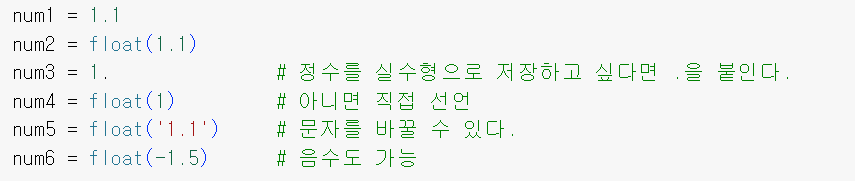 num1 = 1.1
num2 = float(1.1)
num3 = 1. # 정수를 실수형으로 저장하고 싶다면 .을 붙인다.
num4 = float(1) # 아니면 직접 선언
num5 = float('1.1') # 문자를 바꿀 수 있다.
num6 = float(-1.5) # 음수도 가능